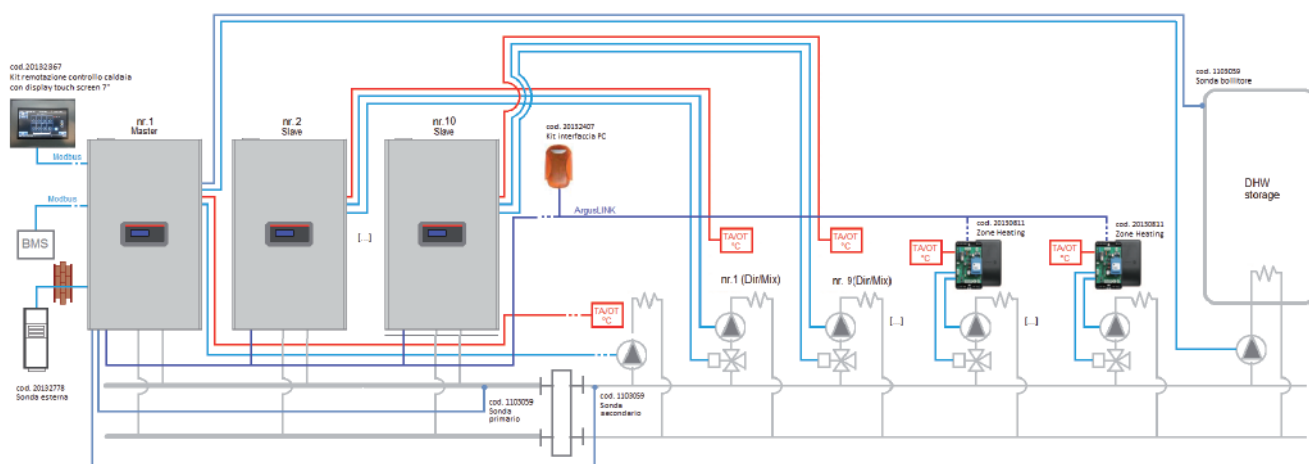 cod.20132367
Kit remotazione controllo caldaia
con display touch screen 7"
nr.1
Master
nr.2
Slave
nr.10
Slave
cod. 20132407
Kit interfaccia PC
cod. 1103059
Sonda bollitore
Modbus
Modbus
BMS
[...]
ArgusLINK
DHW
storage
cod. 20130811
Zone Heating
cod. 20130811
Zone Heating
TA/OT
°C
TA/OT
°C
TA/OT
°C
TA/OT
°C
nr.1 (Dir/Mix)
nr. 9(Dir/Mix)
TA/OT
°C
[...]
[...]
cod. 20132778
Sonda esterna
cod. 1103059
Sonda
primario
cod. 1103059
Sonda
secondario